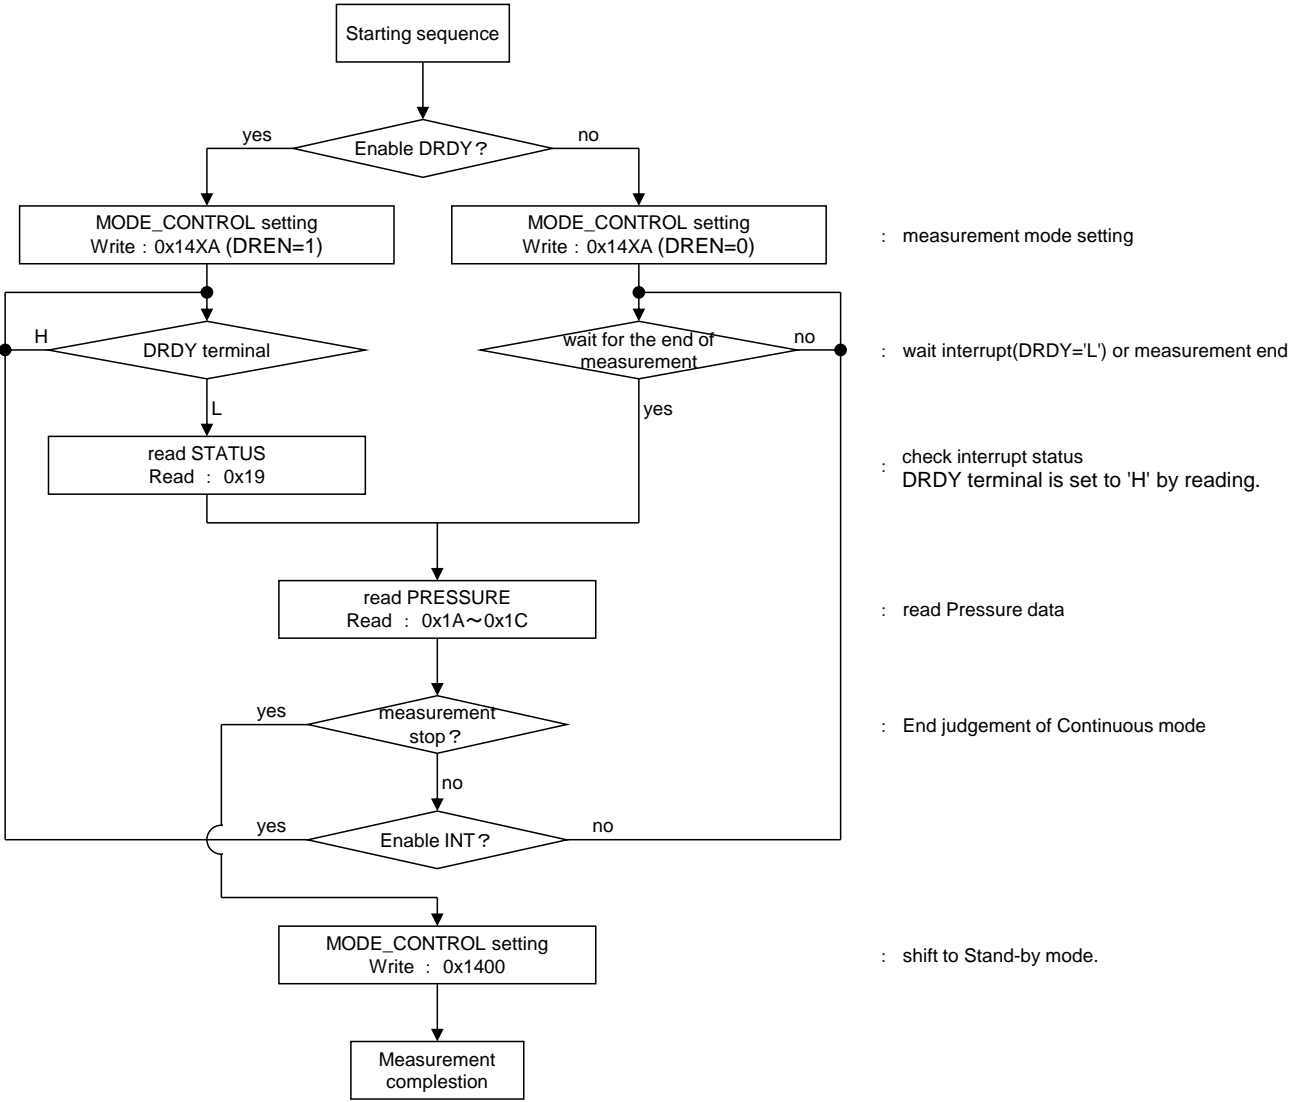 Starting sequence
yes
no
Enable DRDY？
MODE_CONTROL setting
Write：0x14XA (DREN=1)
MODE_CONTROL setting
Write：0x14XA (DREN=0)
： measurement mode setting
H
DRDY terminal
wait for the end of
measurement
no
： wait interrupt(DRDY='L') or measurement end
L
yes
read STATUS
Read ： 0x19
： check interrupt status
DRDY terminal is set to 'H' by reading.
read PRESSURE
Read ： 0x1A～0x1C
： read Pressure data
yes
measurement
stop？
： End judgement of Continuous mode
no
yes
Enable INT？
no
MODE_CONTROL setting
Write ： 0x1400
： shift to Stand-by mode.
Measurement
complestion